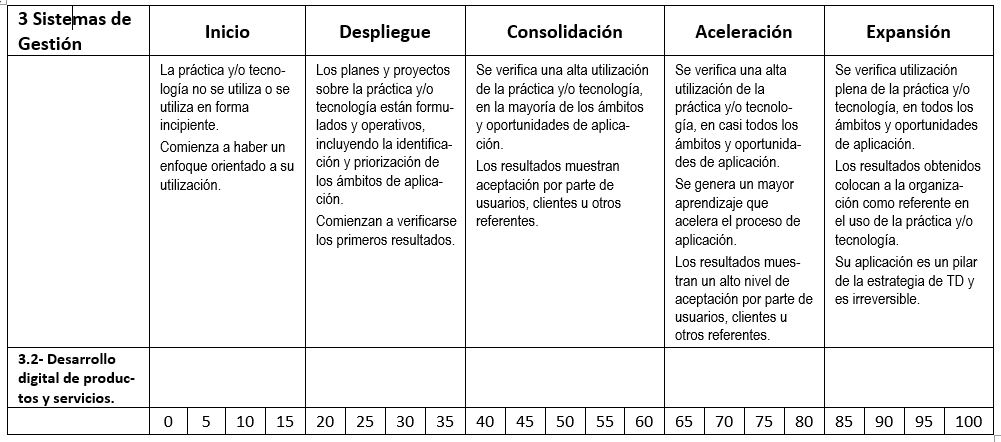 3 Sistemas de
Gestión
Inicio
Despliegue
Consolidación
Aceleración
Expansión
La práctica y/o tecno-
logía no se utiliza o se
utiliza en forma
incipiente.
Comienza a haber un
enfoque orientado a su
utilización.
Los planes y proyectos
sobre la práctica y/o
tecnología están formu-
lados y operativos,
incluyendo la identifica-
ción y priorización de
los ámbitos de aplica-
ción.
Comienzan a verificarse
los primeros resultados.
Se verifica una alta utilización
de la práctica y/o tecnología,
en la mayoría de los ámbitos
y oportunidades de aplica-
ción.
Los resultados muestran
aceptación por parte de
usuarios, clientes u otros
referentes.
Se verifica una alta
utilización de la
práctica y/o tecnolo-
gía, en casi todos los
ámbitos y oportunida-
des de aplicación.
Se genera un mayor
aprendizaje que
acelera el proceso de
aplicación.
Los resultados mues-
tran un alto nivel de
aceptación por parte de
usuarios, clientes u
otros referentes.
Se verifica utilización
plena de la práctica y/o
tecnología, en todos los
ámbitos y oportunidades
de aplicación.
Los resultados obtenidos
colocan a la organiza-
ción como referente en
el uso de la práctica y/o
tecnología.
Su aplicación es un pilar
de la estrategia de TD y
es irreversible.
3.2- Desarrollo
digital de produc-
tos y servicios.
0 5 10 15 20 25 30 35 40 45 50 55 60 65 70 75 80 85 90 95 100